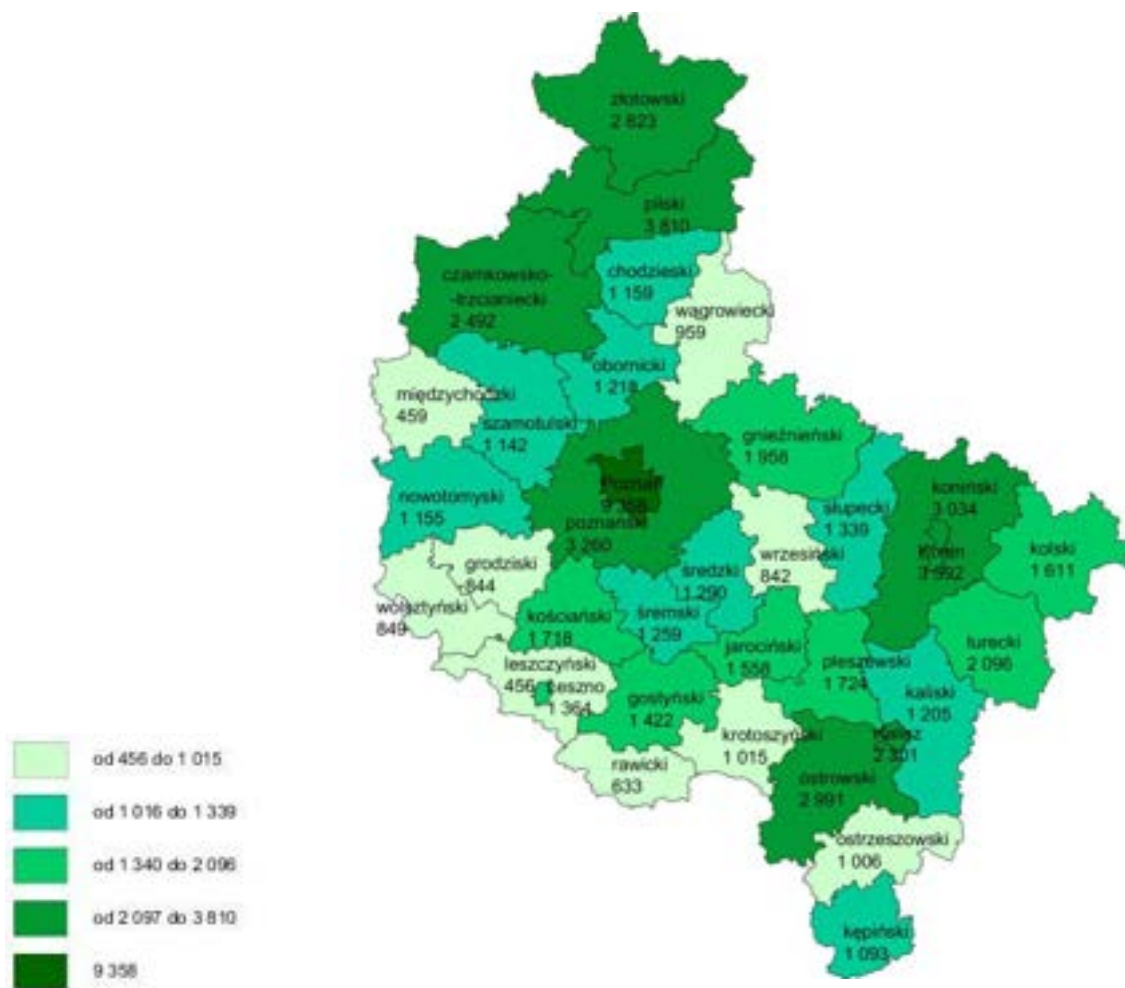 złotowski
2 823
pilski
3 810
czarnkowsko-
-trzcianecki
2 492
chodzieski
1 159
wągrowiecki
959
obornicki
1 218
międzychodzki
459
szamotulski
1 142
gnieźnieński
1 958
nowotomyski
1 155
Poznań
9 358
poznański
3 260
słupecki
1 339
koniński
3 034
Konin
kolski
1 611
wrzesiński
842
średzki
1 290
grodziski
844
wolsztyński
849
kościański
1 718
śremski
1 259
jarociński
1 558
pleszewski
1 724
turecki
2 096
kaliski
1 205
leszczyński
456
Leszno
1 364
gostyński
1 422
krotoszyński
1 015
Kalisz
2 301
rawicki
633
ostrowski
2 991
ostrzeszowski
1 006
kępiński
1 093
od 456 do 1 015
od 1 016 do 1 339
od 1 340 do 2 096
od 2 097 do 3 810
9 358